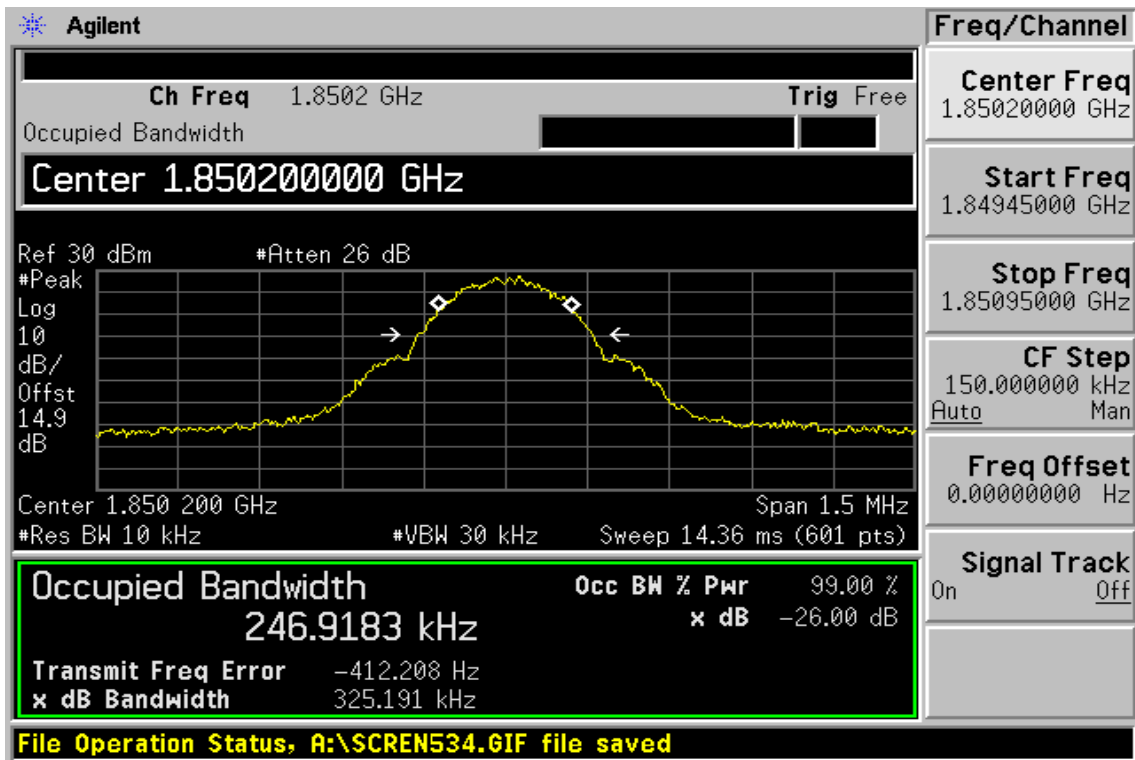 Agilent
Ch Freq 1.8502 GHz Trig Free
Occupied Bandwidth
Center 1.850200000 GHz
Ref 30 dBm #Atten 26 dB
#Peak
Log
10
dB/
Offst
14.9
dB
Center 1.850 200 GHz Span 1.5 MHz
#Res BW 10 kHz #VBW 30 kHz Sweep 14.36 ms (601 pts)
Occupied Bandwidth Occ BW % Pwr 99.00 %
246.9183 kHz x dB -26.00 dB
Transmit Freq Error -412.208 Hz
x dB Bandwidth 325.191 kHz
File Operation Status, A:\SCREN534.GIF file saved
Freq/Channel
Center Freq
1.85020000 GHz
Start Freq
1.84945000 GHz
Stop Freq
1.85095000 GHz
CF Step
150.000000 kHz
Auto Man
Freq Offset
0.00000000 Hz
Signal Track
On Off